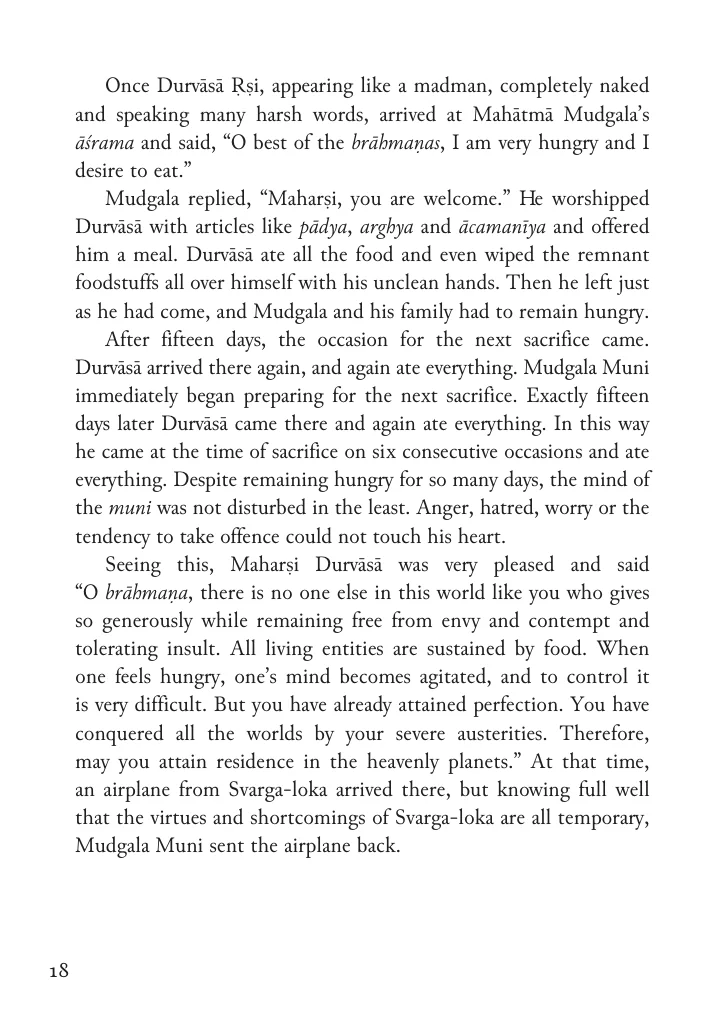 Once Durvāsā Ṛṣi, appearing like a madman, completely naked
and speaking many harsh words, arrived at Mahātmā Mudgala’s
āśrama and said, “O best of the brāhmaṇas, I am very hungry and I
desire to eat.”
Mudgala replied, “Maharṣi, you are welcome.” He worshipped
Durvāsā with articles like pādya, arghya and ācamanīya and offered
him a meal. Durvāsā ate all the food and even wiped the remnant
foodstuffs all over himself with his unclean hands. Then he left just
as he had come, and Mudgala and his family had to remain hungry.
After fifteen days, the occasion for the next sacrifice came.
Durvāsā arrived there again, and again ate everything. Mudgala Muni
immediately began preparing for the next sacrifice. Exactly fifteen
days later Durvāsā came there and again ate everything. In this way
he came at the time of sacrifice on six consecutive occasions and ate
everything. Despite remaining hungry for so many days, the mind of
the muni was not disturbed in the least. Anger, hatred, worry or the
tendency to take offence could not touch his heart.
Seeing this, Maharṣi Durvāsā was very pleased and said
“O brāhmaṇa, there is no one else in this world like you who gives
so generously while remaining free from envy and contempt and
tolerating insult. All living entities are sustained by food. When
one feels hungry, one’s mind becomes agitated, and to control it
is very difficult. But you have already attained perfection. You have
conquered all the worlds by your severe austerities. Therefore,
may you attain residence in the heavenly planets.” At that time,
an airplane from Svarga-loka arrived there, but knowing full well
that the virtues and shortcomings of Svarga-loka are all temporary,
Mudgala Muni sent the airplane back.
18